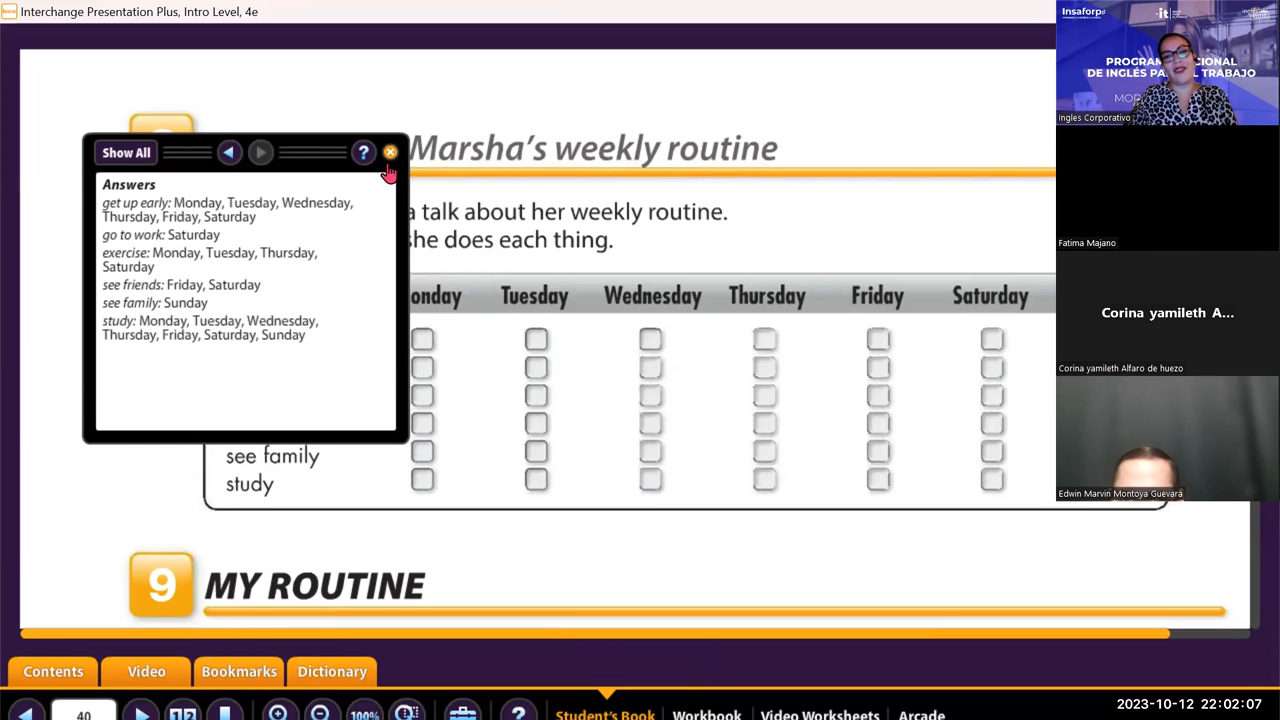 Interchange Presentation Plus, Intro Level, 4e
Marsha's weekly routine
Show All
?
Answers
get up early: Monday, Tuesday, Wednesday,
Thursday, Friday, Saturday
go to work: Saturday
exercise: Monday, Tuesday, Thursday,
Saturday
see friends: Friday, Saturday
see family: Sunday
study: Monday, Tuesday, Wednesday,
Thursday, Friday, Saturday, Sunday
a talk about her weekly routine.
she does each thing.
onday Tuesday Wednesday Thursday Friday Saturday
see family
study
9 MY ROUTINE
Contents Video Bookmarks Dictionary
40 12 100% ? Student's Book Workbook Video Worksheets Arcade
Insaforp it
PROGRAM CIONAL
DE INGLÉS PA L TRABAJO
Ingles Corporativo
Fatima Majano
Corina yamileth A...
Corina yamileth Alfaro de huezo
Edwin Marvin Montoya Guevara
2023-10-12 22:02:07